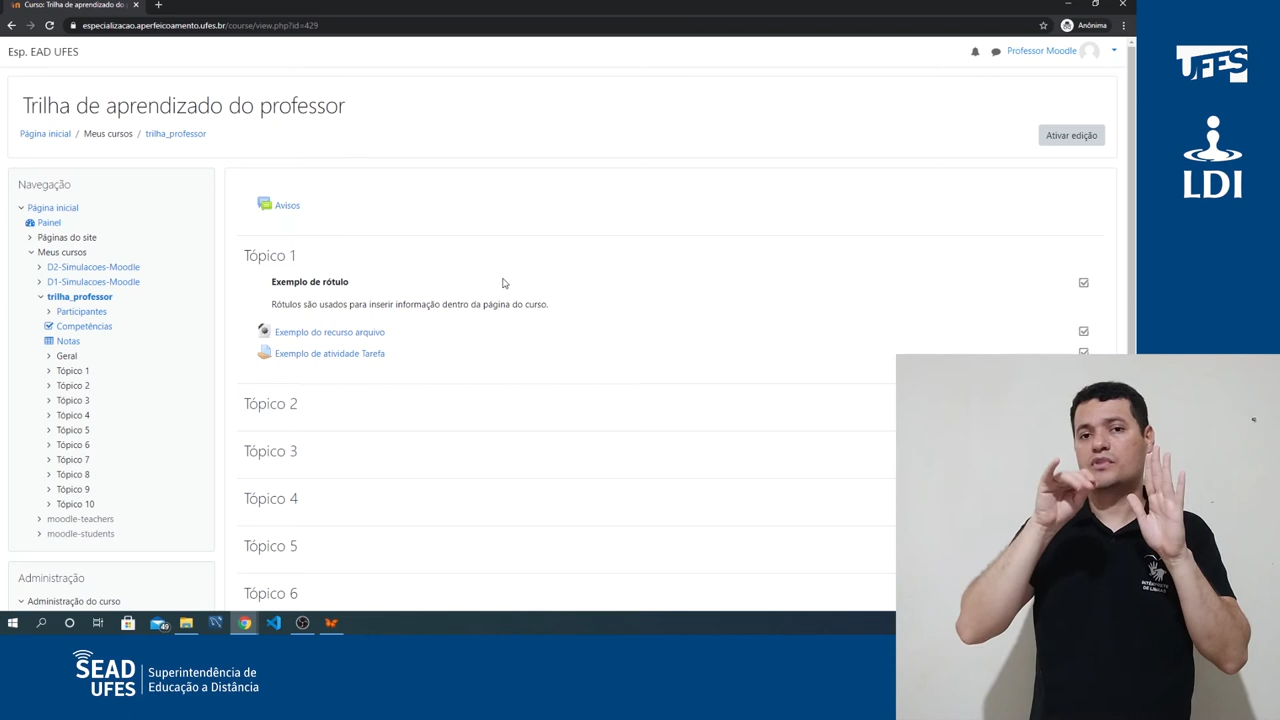 Curso: Trilha de aprendizado do
especializacao.aperfeicoamento.ufes.br/course/view.php?id=429
Anônima
Esp. EAD UFES
Professor Moodle
Trilha de aprendizado do professor
Página inicial / Meus cursos / trilha_professor
Ativar edição
Navegação
Página inicial
Painel
Páginas do site
Meus cursos
D2-Simulacoes-Moodle
D1-Simulacoes-Moodle
trilha_professor
Participantes
Competências
Notas
Geral
Tópico 1
Tópico 2
Tópico 3
Tópico 4
Tópico 5
Tópico 6
Tópico 7
Tópico 8
Tópico 9
Tópico 10
moodle-teachers
moodle-students
Administração
Administração do curso
Avisos
Tópico 1
Exemplo de rótulo
Rótulos são usados para inserir informação dentro da página do curso.
Exemplo do recurso arquivo
Exemplo de atividade Tarefa
Tópico 2
Tópico 3
Tópico 4
Tópico 5
Tópico 6
49
UFES
LDI
INTÉRPRETE
DE LIBRAS
SEAD
UFES
Superintendência de
Educação a Distância